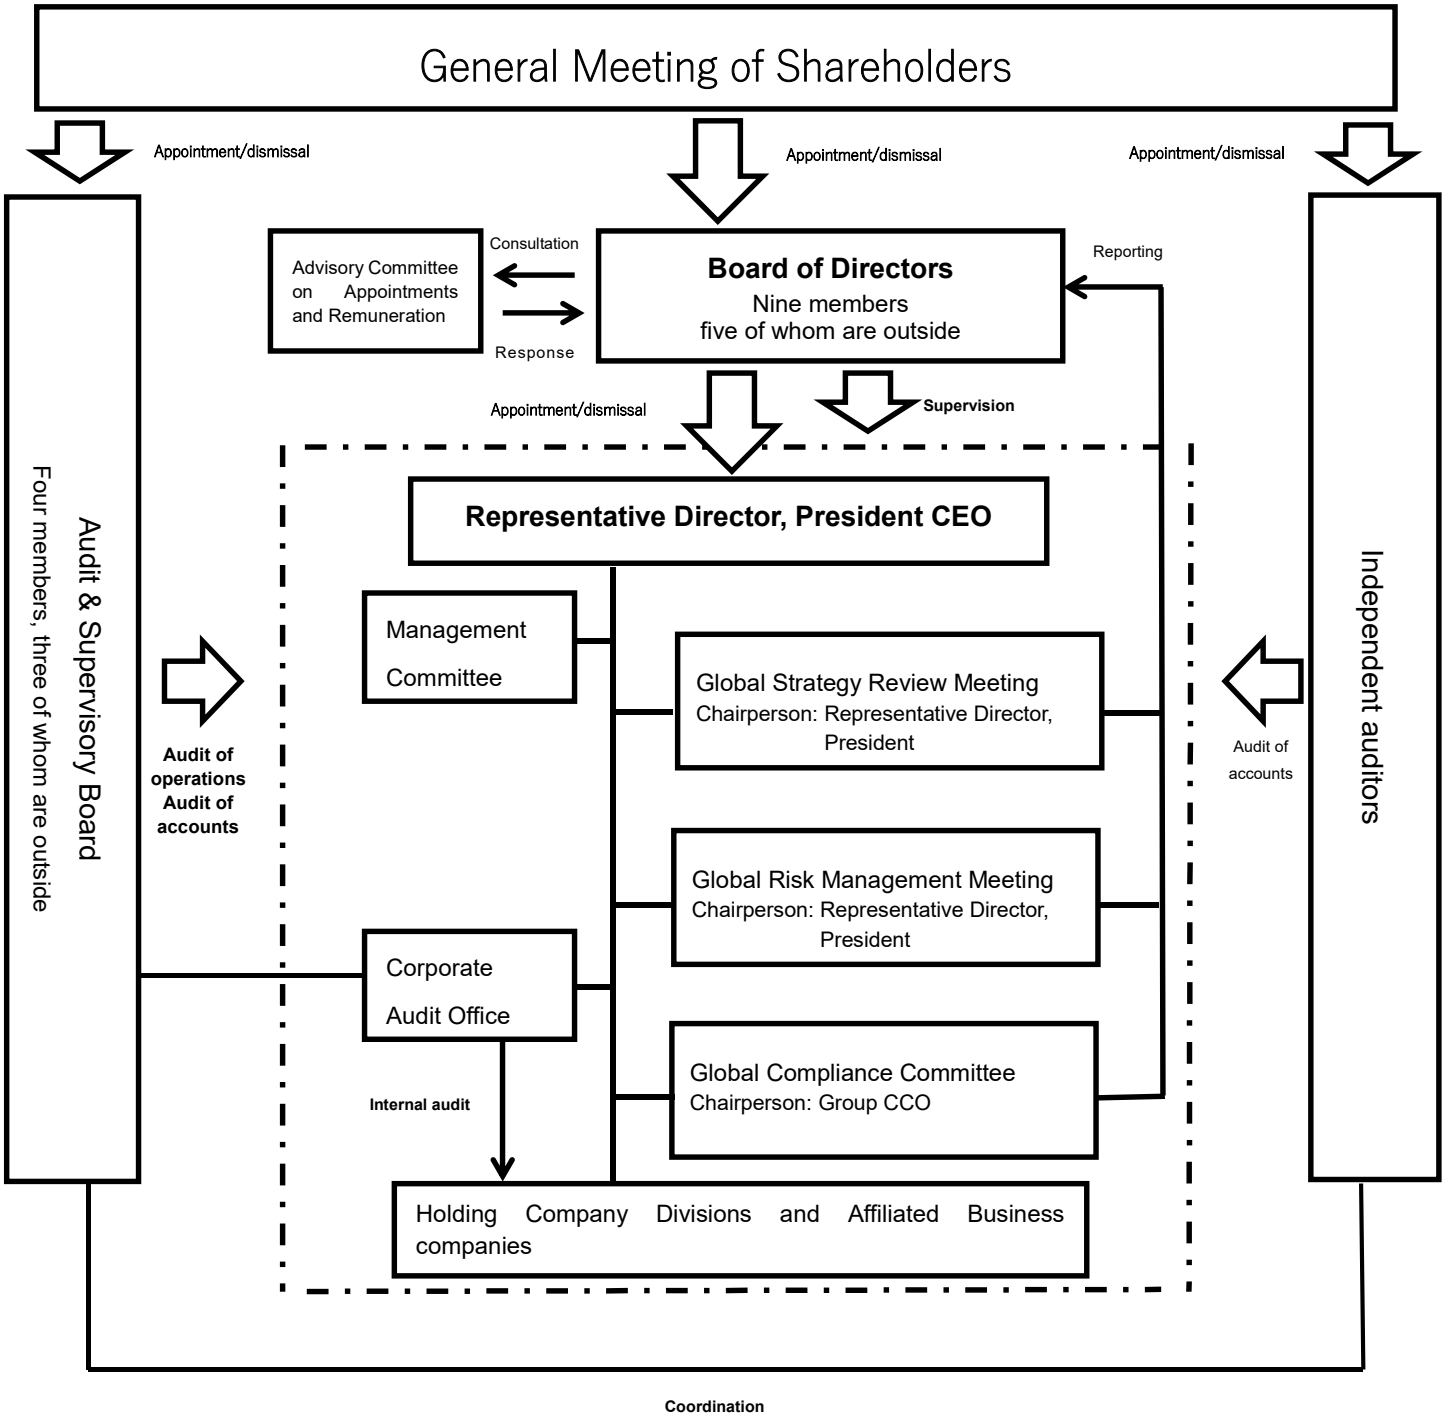 General Meeting of Shareholders
Appointment/dismissal
Appointment/dismissal
Appointment/dismissal
Advisory Committee
on Appointments
and Remuneration
Consultation
Response
Board of Directors
Nine members
five of whom are outside
Reporting
Appointment/dismissal
Supervision
Audit & Supervisory Board
Four members, three of whom are outside
Representative Director, President CEO
Independent auditors
Management
Committee
Global Strategy Review Meeting
Chairperson: Representative Director,
President
Audit of
operations
Audit of
accounts
Audit of
accounts
Global Risk Management Meeting
Chairperson: Representative Director,
President
Corporate
Audit Office
Global Compliance Committee
Chairperson: Group CCO
Internal audit
Holding Company Divisions and Affiliated Business
companies
Coordination